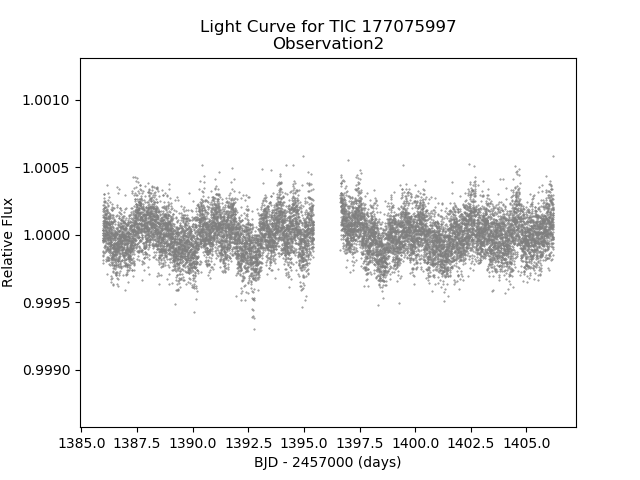 Light Curve for TIC 177075997
Observation2
1.0010
1.0005
1.0000
0.9995
0.9990
Relative Flux
1385.0 1387.5 1390.0 1392.5 1395.0 1397.5 1400.0 1402.5 1405.0
BJD - 2457000 (days)